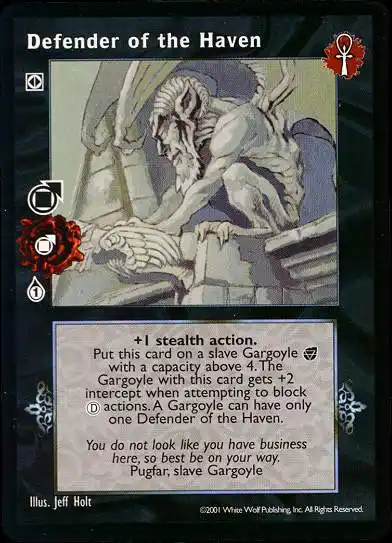 Defender of the Haven
1
+1 stealth action.
Put this card on a slave Gargoyle
with a capacity above 4. The
Gargoyle with this card gets +2
intercept when attempting to block
D actions. A Gargoyle can have only
one Defender of the Haven.
You do not look like you have business
here, so best be on your way.
Pugfar, slave Gargoyle
Illus. Jeff Holt
©2001 White Wolf Publishing, Inc. All Rights Reserved.